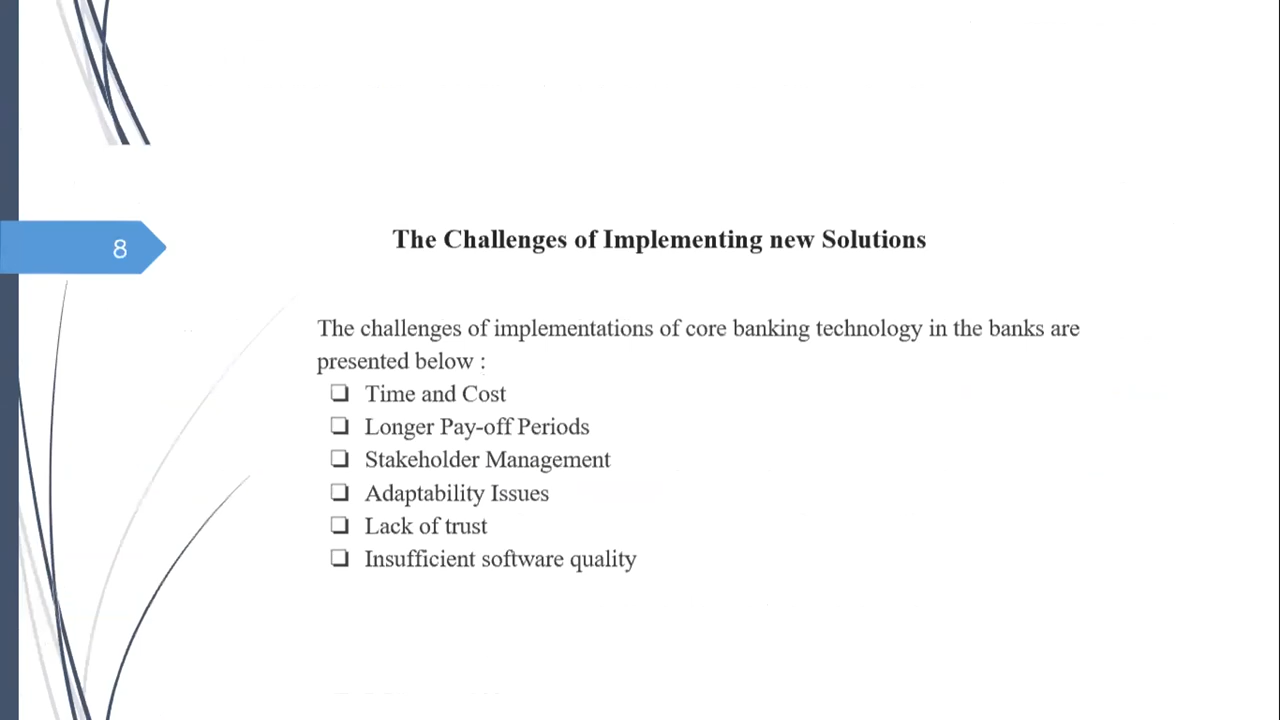 8
The Challenges of Implementing new Solutions
The challenges of implementations of core banking technology in the banks are
presented below :
❑ Time and Cost
❑ Longer Pay-off Periods
❑ Stakeholder Management
❑ Adaptability Issues
❑ Lack of trust
❑ Insufficient software quality